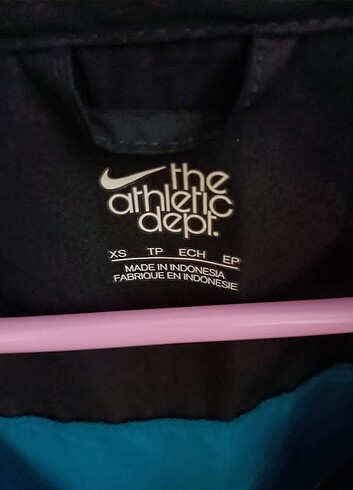 the
athletic
dept.
XS TP ECH EP
MADE IN INDONESIA
FABRIQUE EN INDONESIE